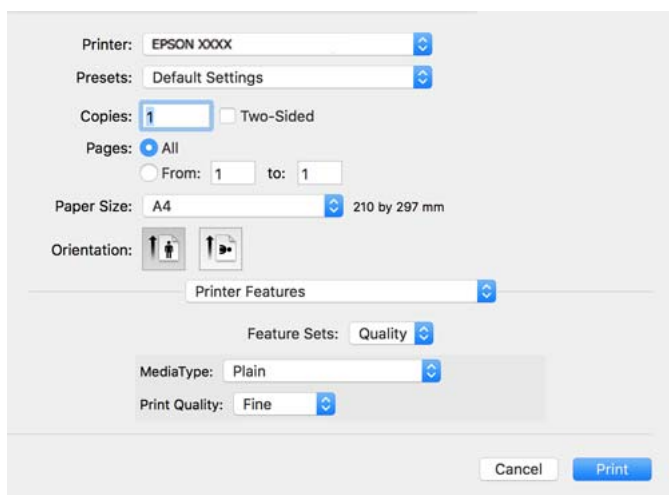 Printer: EPSON XXXX
Presets: Default Settings
Copies: 1 Two-Sided
Pages: All
From: 1 to: 1
Paper Size: A4 210 by 297 mm
Orientation:
Printer Features
Feature Sets: Quality
MediaType: Plain
Print Quality: Fine
Cancel Print